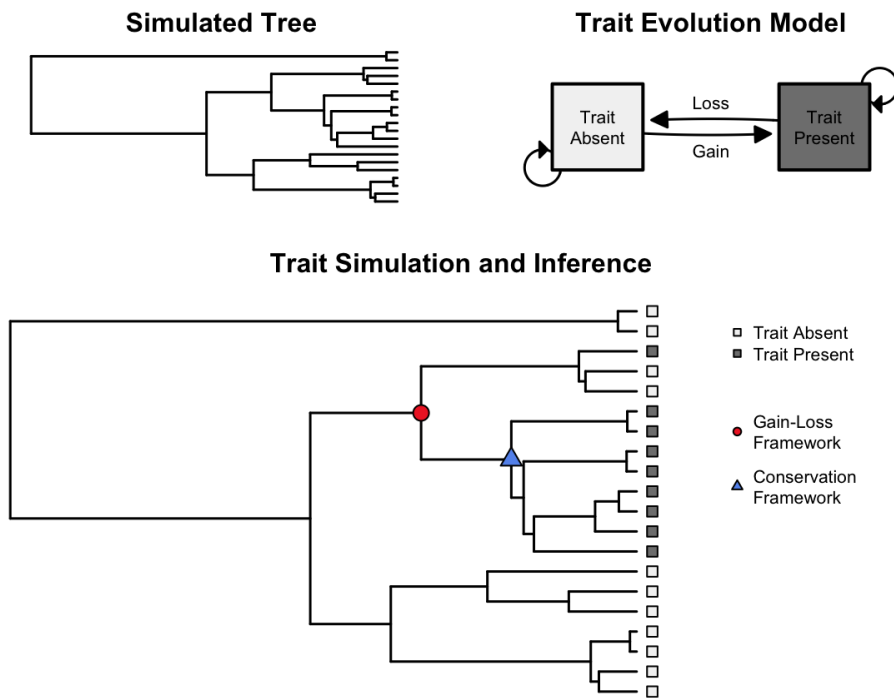 Simulated Tree
Trait Evolution Model
Trait
Absent
Loss
Gain
Trait
Present
Trait Simulation and Inference
Trait Absent
Trait Present
Gain-Loss
Framework
Conservation
Framework